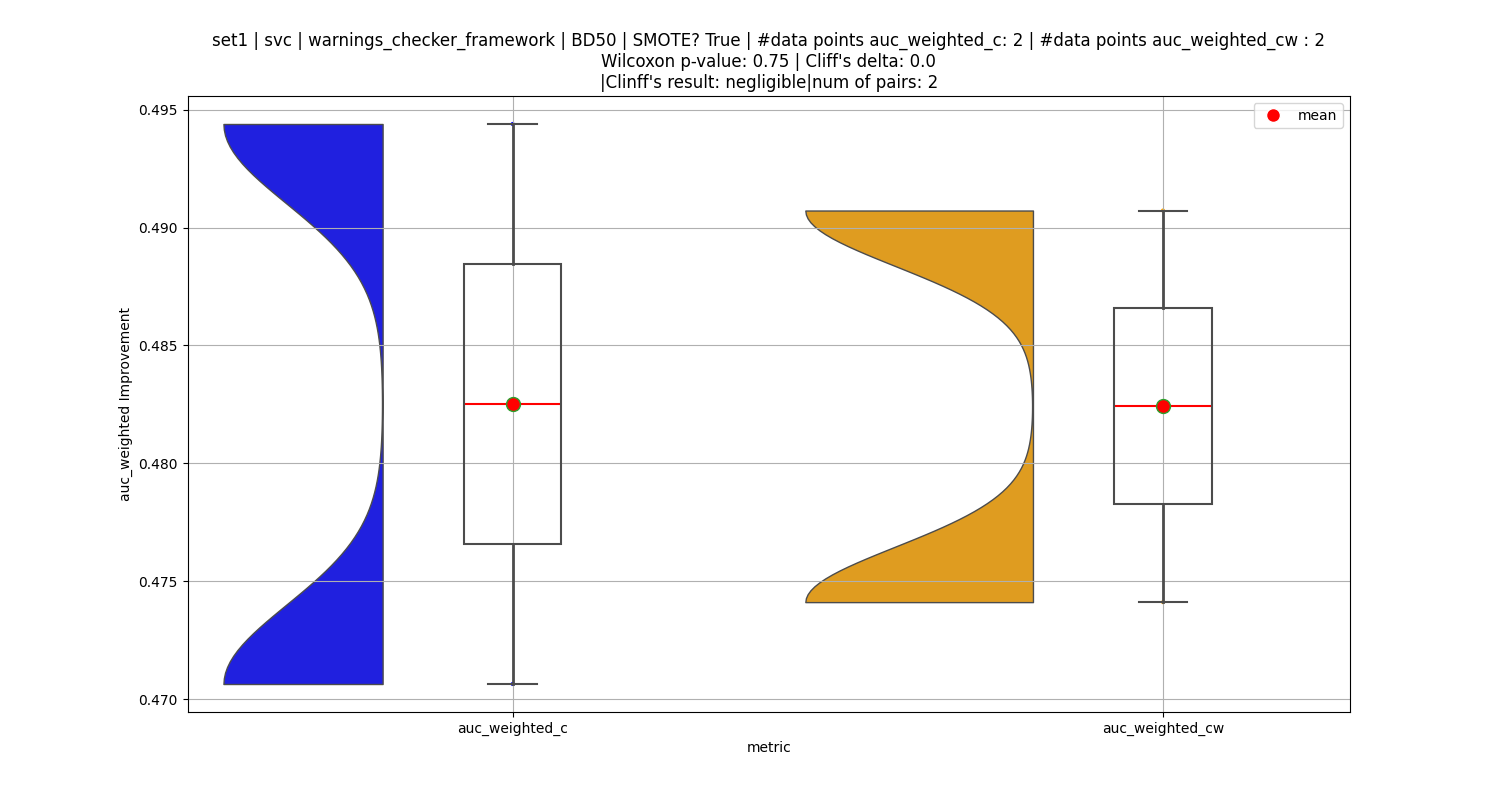 set1 | svc | warnings_checker_framework | BD50 | SMOTE? True | #data points auc_weighted_c: 2 | #data points auc_weighted_cw : 2
Wilcoxon p-value: 0.75 | Cliff's delta: 0.0
|Clinff's result: negligible|num of pairs: 2
mean
0.495
0.490
0.485
0.480
0.475
0.470
auc_weighted Improvement
auc_weighted_c
auc_weighted_cw
metric